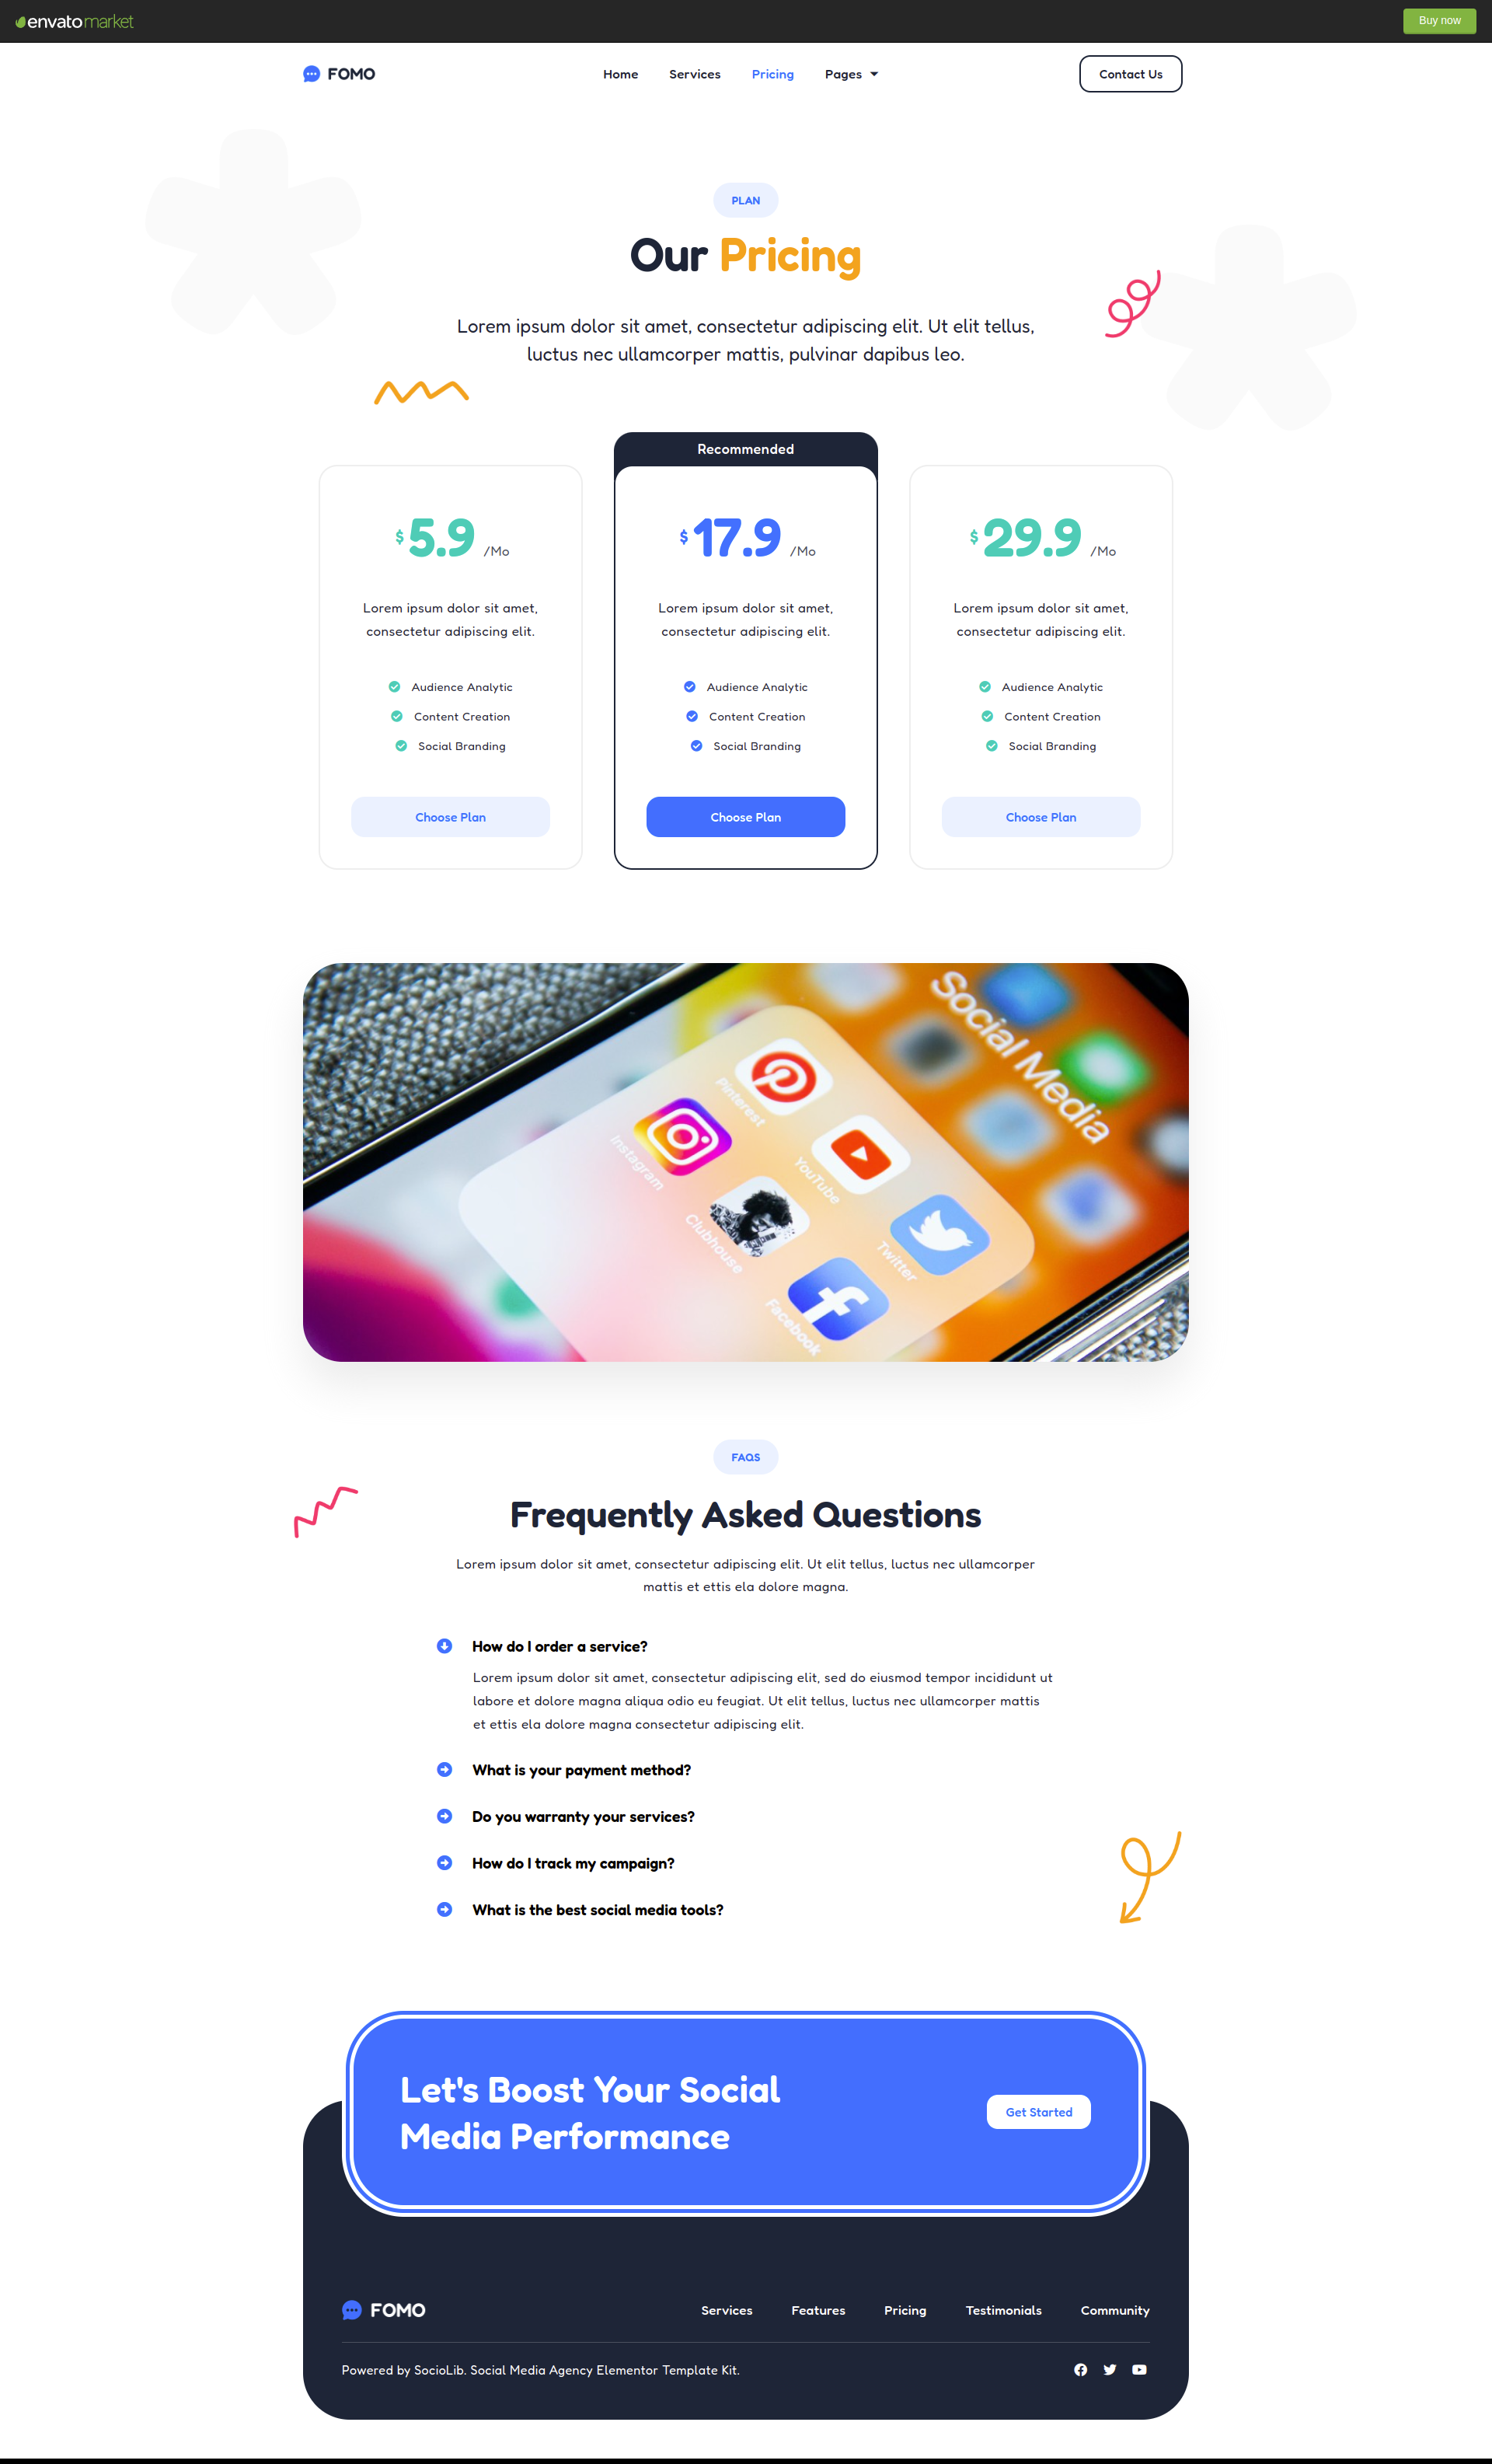 envato market
Buy now
FOMO
Home
Services
Pricing
Pages
Contact Us
PLAN
Our Pricing
Lorem ipsum dolor sit amet, consectetur adipiscing elit. Ut elit tellus,
luctus nec ullamcorper mattis, pulvinar dapibus leo.
$ 5.9 /Mo
Lorem ipsum dolor sit amet,
consectetur adipiscing elit.
Audience Analytic
Content Creation
Social Branding
Choose Plan
Recommended
$ 17.9 /Mo
Lorem ipsum dolor sit amet,
consectetur adipiscing elit.
Audience Analytic
Content Creation
Social Branding
Choose Plan
$ 29.9 /Mo
Lorem ipsum dolor sit amet,
consectetur adipiscing elit.
Audience Analytic
Content Creation
Social Branding
Choose Plan
Social Media
Pinterest
Instagram
YouTube
Clubhouse
Twitter
Facebook
FAQS
Frequently Asked Questions
Lorem ipsum dolor sit amet, consectetur adipiscing elit. Ut elit tellus, luctus nec ullamcorper
mattis et ettis ela dolore magna.
How do I order a service?
Lorem ipsum dolor sit amet, consectetur adipiscing elit, sed do eiusmod tempor incididunt ut
labore et dolore magna aliqua odio eu feugiat. Ut elit tellus, luctus nec ullamcorper mattis
et ettis ela dolore magna consectetur adipiscing elit.
What is your payment method?
Do you warranty your services?
How do I track my campaign?
What is the best social media tools?
Let's Boost Your Social
Media Performance
Get Started
FOMO
Services
Features
Pricing
Testimonials
Community
Powered by SocioLib. Social Media Agency Elementor Template Kit.